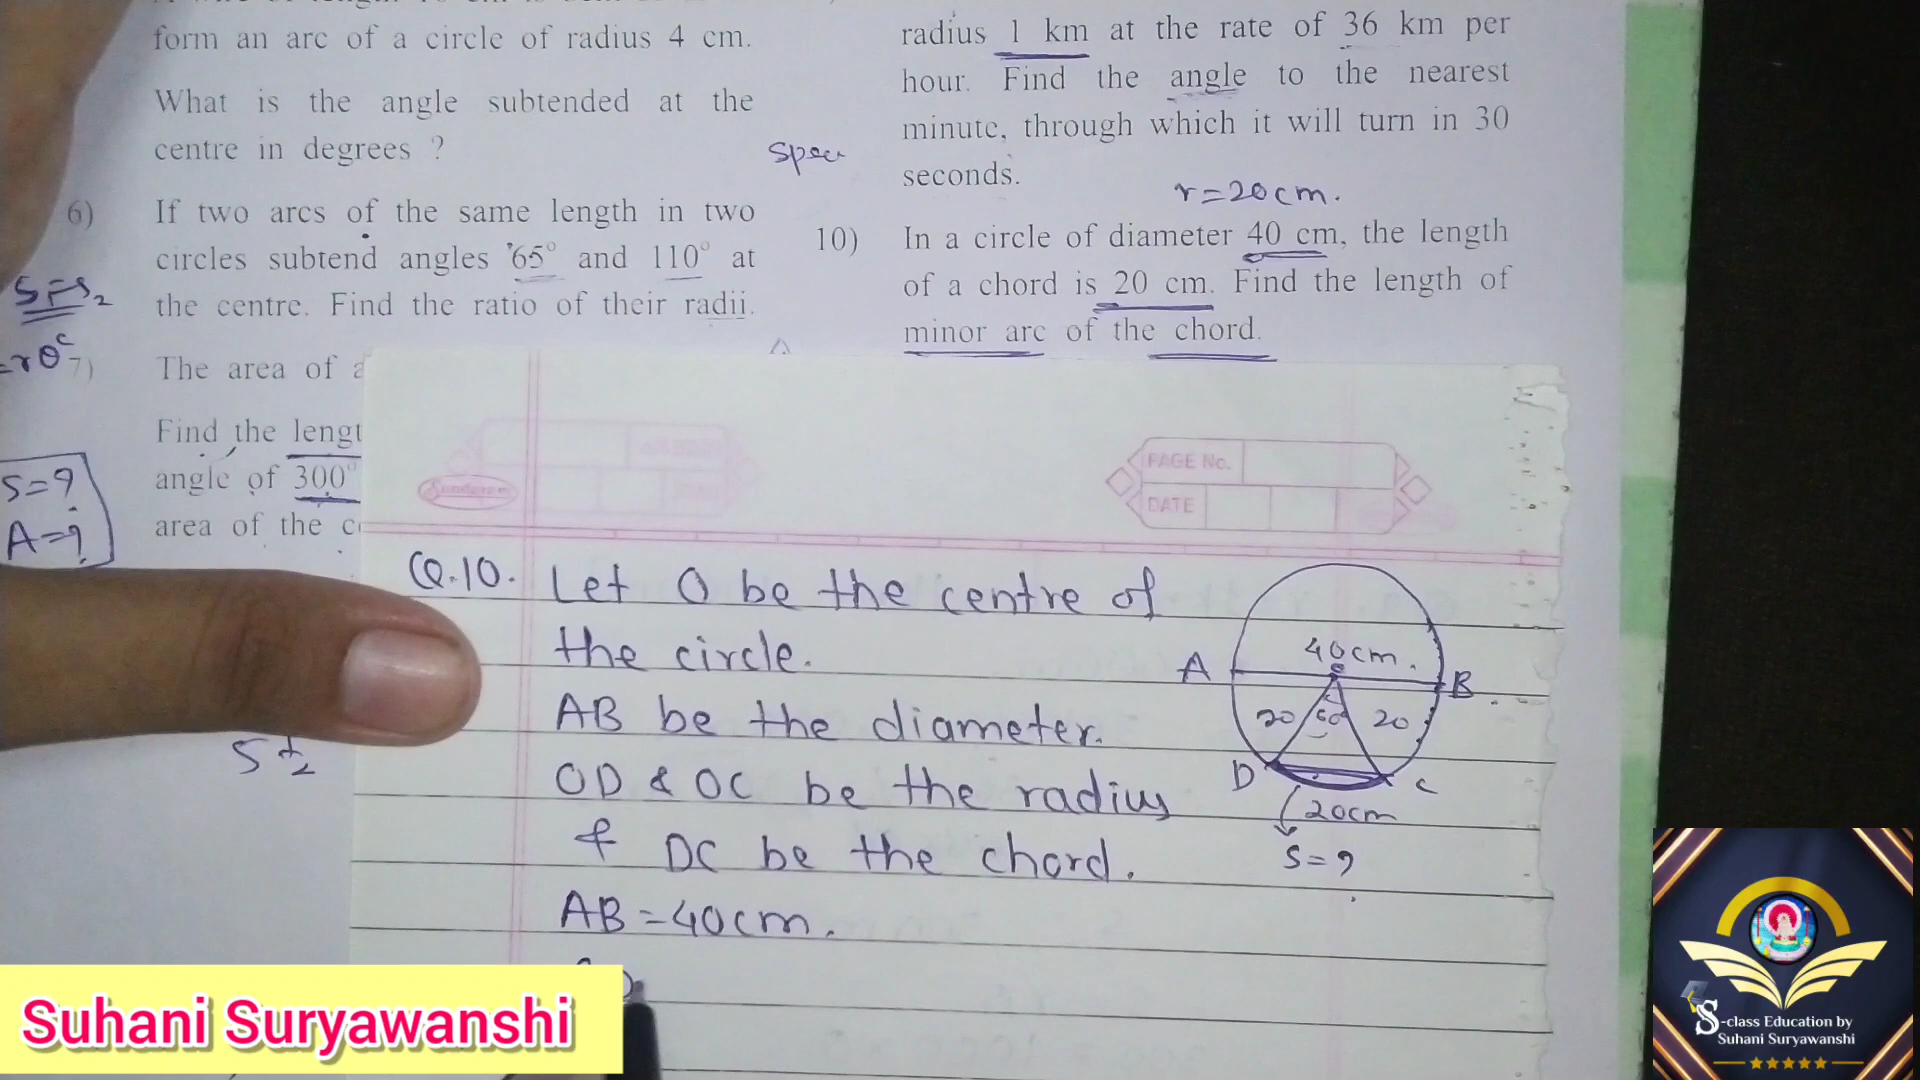 form an arc of a circle of radius 4 cm.
What is the angle subtended at the
centre in degrees ?
6) If two arcs of the same length in two
circles subtend angles 65° and 110° at
the centre. Find the ratio of their radii.
7) The area of a
Find the lengt
angle of 300°
area of the c
S=S₂
=rθᶜ
S=?
A=?
radius 1 km at the rate of 36 km per
hour. Find the angle to the nearest
minute, through which it will turn in 30
seconds.
r=20cm.
10) In a circle of diameter 40 cm, the length
of a chord is 20 cm. Find the length of
minor arc of the chord.
PAGE No.
DATE
Sundaram
Q.10. Let O be the centre of
the circle.
AB be the diameter.
OD & OC be the radius
& DC be the chord.
AB = 40cm.
40cm.
A B
20 60 20
D C
20cm
S=?
Suhani Suryawanshi
S-class Education by
Suhani Suryawanshi